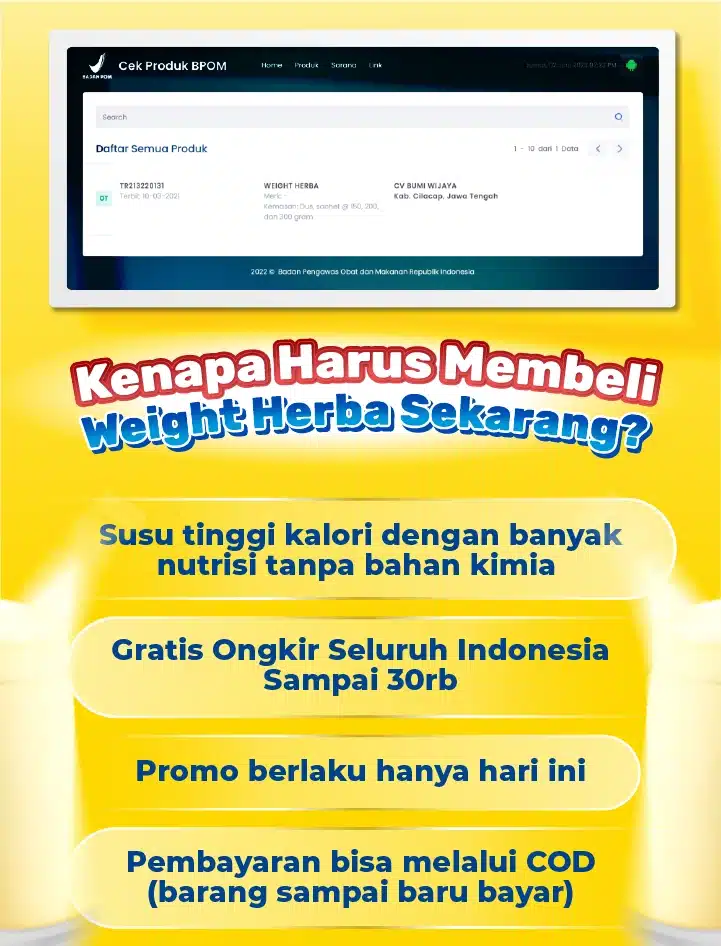 BADAN POM
Cek Produk BPOM
Home Produk Sarana Link
Search
Daftar Semua Produk
1 - 10 dari 1 Data
TR213220131
WEIGHT HERBA
CV BUMI WIJAYA
OT
Terbit: 10-03-2021
Merk: -
Kab. Cilacap, Jawa Tengah
Kemasan: Dus, sachet @ 150, 200,
dan 300 gram
2022 © Badan Pengawas Obat dan Makanan Republik Indonesia
Kenapa Harus Membeli
Weight Herba Sekarang?
Susu tinggi kalori dengan banyak
nutrisi tanpa bahan kimia
Gratis Ongkir Seluruh Indonesia
Sampai 30rb
Promo berlaku hanya hari ini
Pembayaran bisa melalui COD
(barang sampai baru bayar)